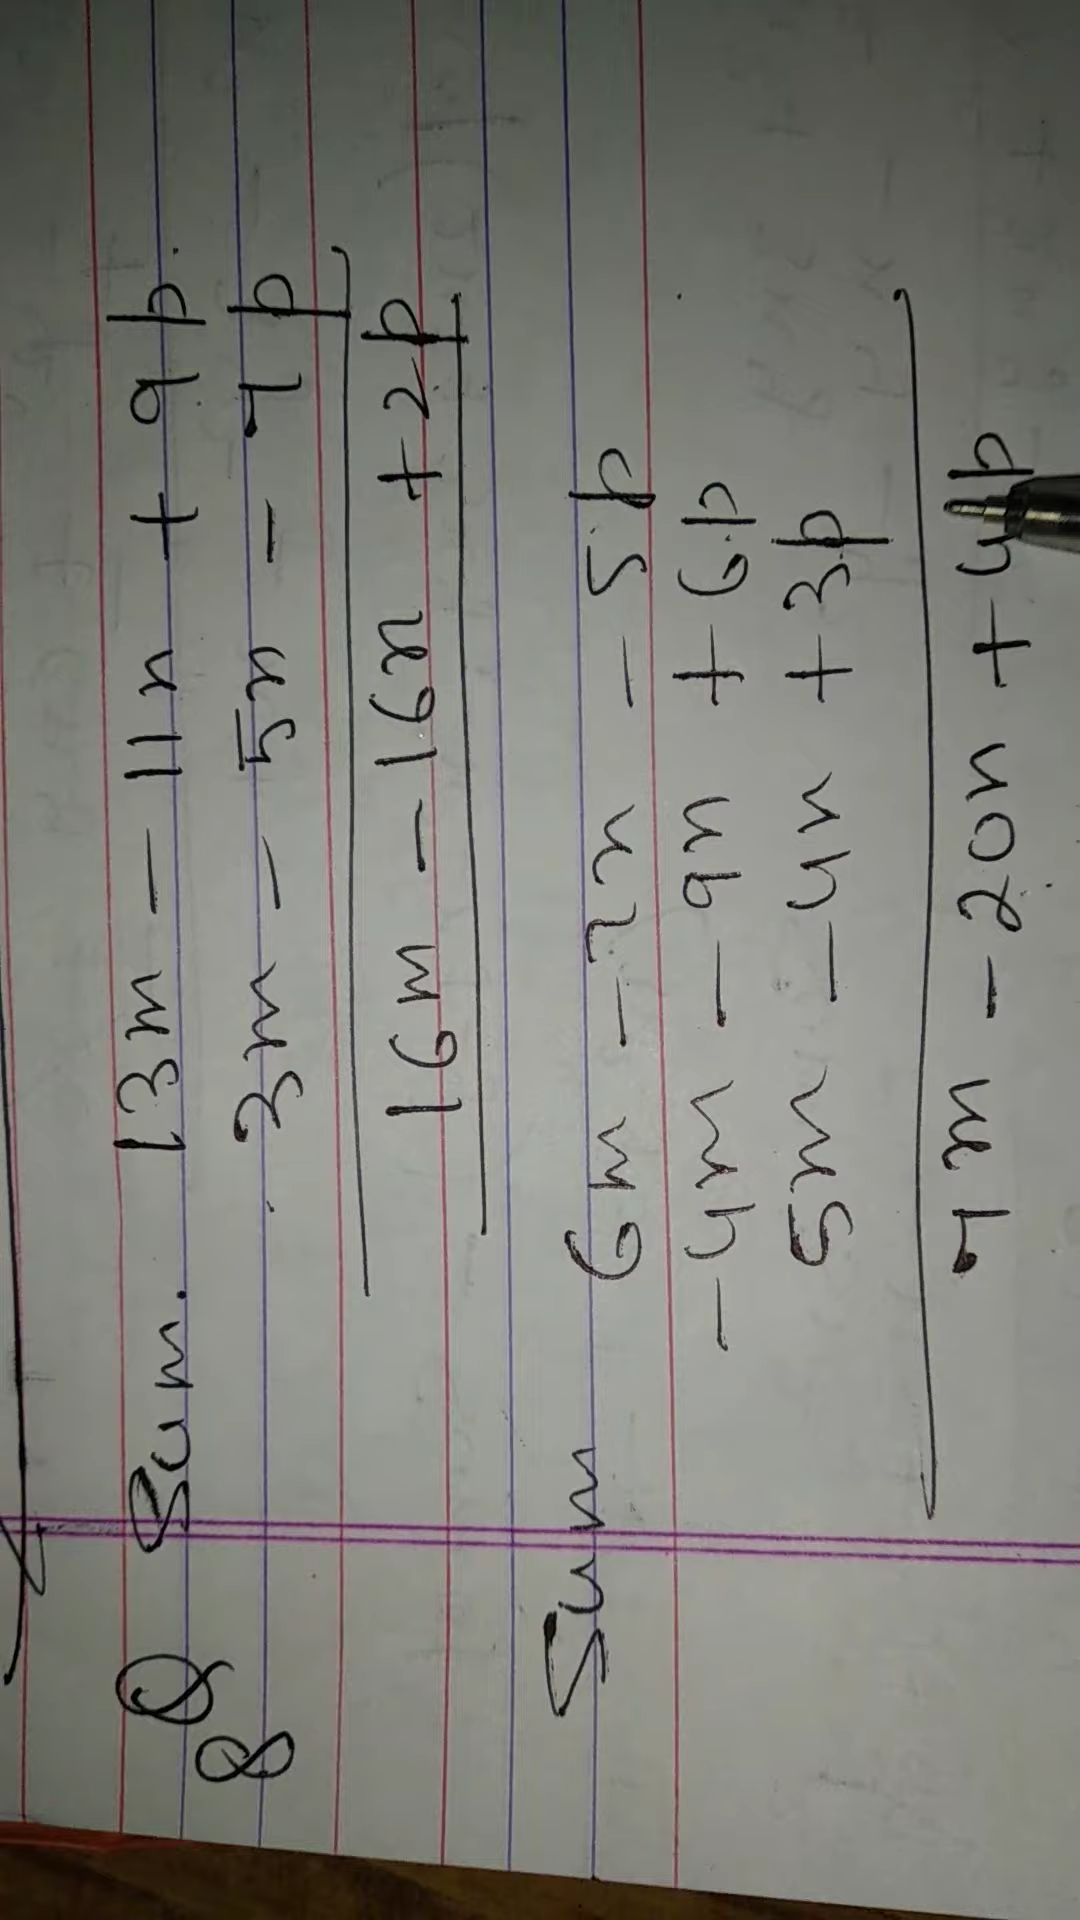 Q Sum. 13m - 11n + 9p.
8 3m - 5n - 7p
16m - 16n + 2p
Sum 6m - 7n - 5p
-4m - 9n + 6p
5m - 4n + 3p
7m - 20n + 4p